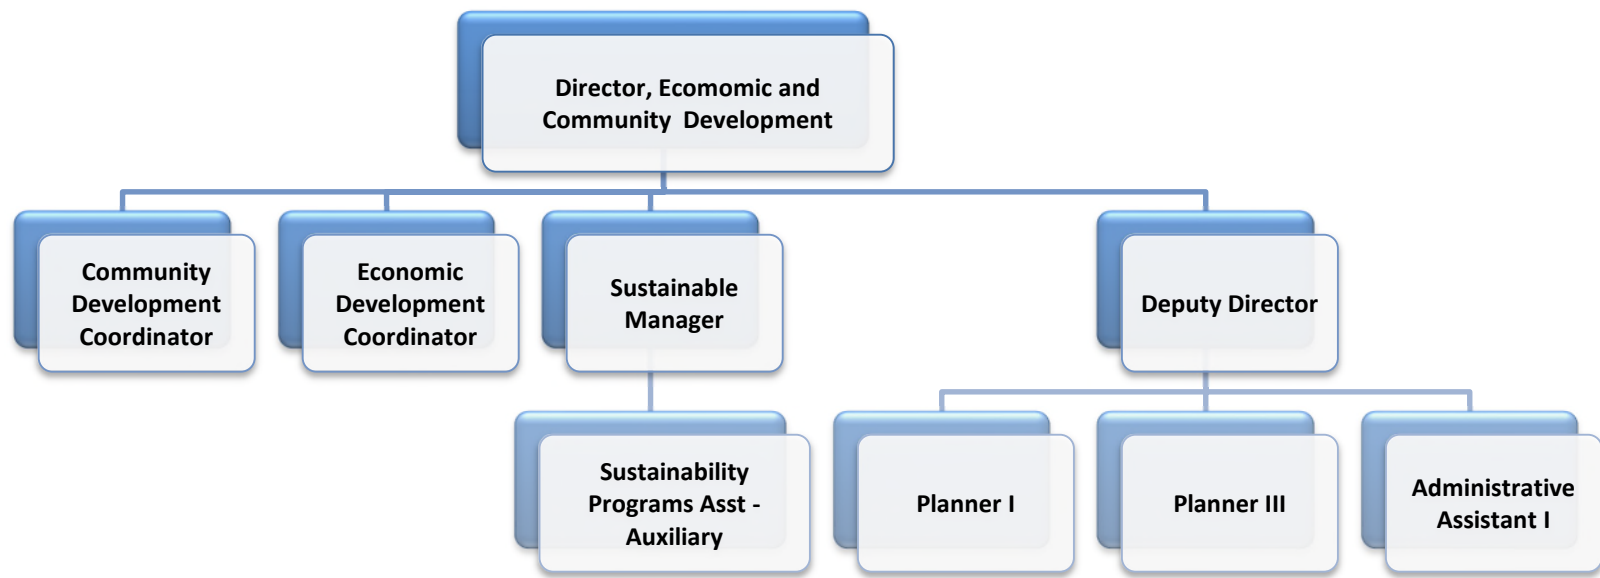 Director, Ecomomic and
Community Development
Community
Development
Coordinator
Economic
Development
Coordinator
Sustainable
Manager
Deputy Director
Sustainability
Programs Asst -
Auxiliary
Planner I
Planner III
Administrative
Assistant I